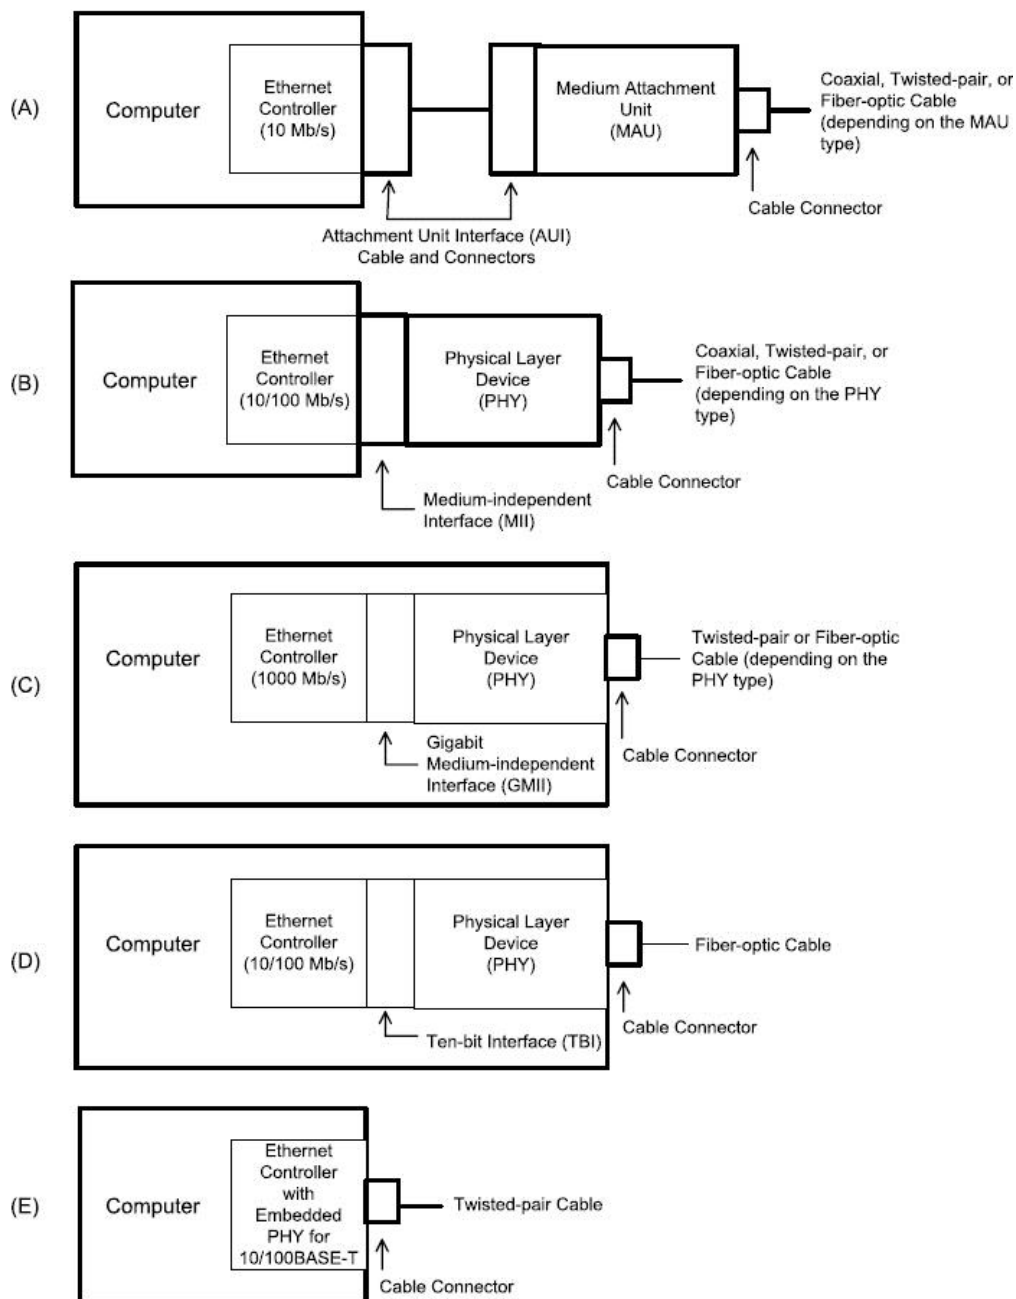 (A)
Computer
Ethernet
Controller
(10 Mb/s)
Medium Attachment
Unit
(MAU)
Coaxial, Twisted-pair, or
Fiber-optic Cable
(depending on the MAU
type)
Cable Connector
Attachment Unit Interface (AUI)
Cable and Connectors
(B)
Computer
Ethernet
Controller
(10/100 Mb/s)
Physical Layer
Device
(PHY)
Coaxial, Twisted-pair, or
Fiber-optic Cable
(depending on the PHY
type)
Cable Connector
Medium-independent
Interface (MII)
(C)
Computer
Ethernet
Controller
(1000 Mb/s)
Physical Layer
Device
(PHY)
Twisted-pair or Fiber-optic
Cable (depending on the
PHY type)
Cable Connector
Gigabit
Medium-independent
Interface (GMII)
(D)
Computer
Ethernet
Controller
(10/100 Mb/s)
Physical Layer
Device
(PHY)
Fiber-optic Cable
Cable Connector
Ten-bit Interface (TBI)
(E)
Computer
Ethernet
Controller
with
Embedded
PHY for
10/100BASE-T
Twisted-pair Cable
Cable Connector